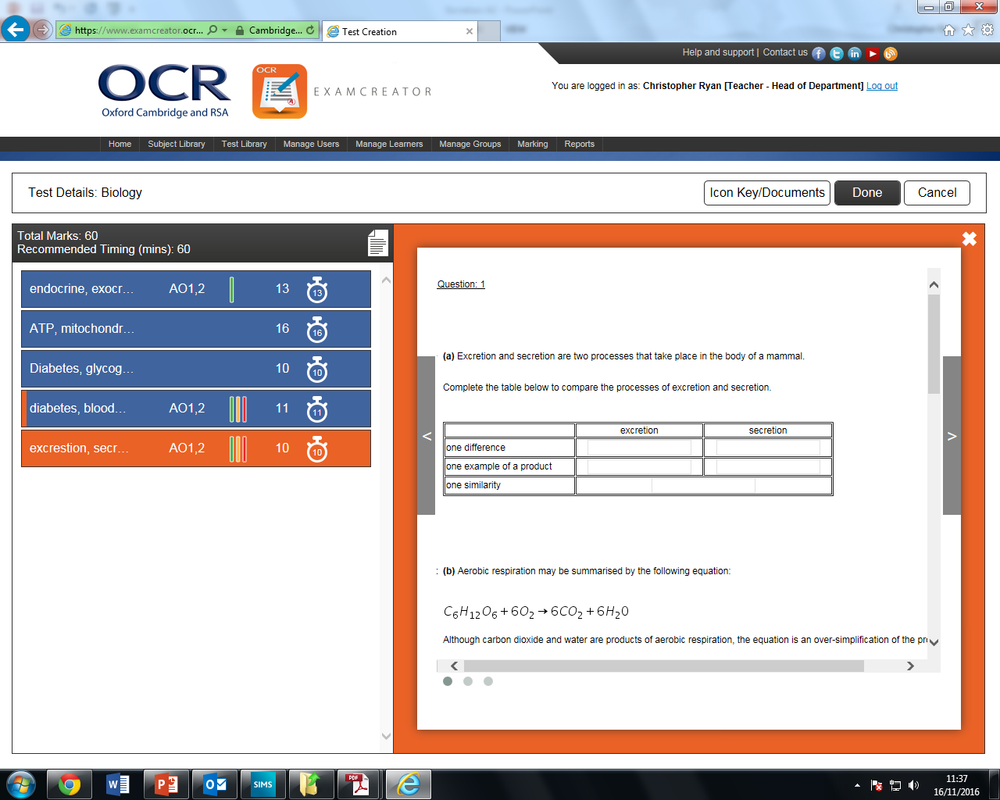 https://www.examcreator.ocr...
Cambridge...
Test Creation
Help and support | Contact us
OCR
Oxford Cambridge and RSA
OCR
EXAMCREATOR
You are logged in as: Christopher Ryan [Teacher - Head of Department] Log out
Home Subject Library Test Library Manage Users Manage Learners Manage Groups Marking Reports
Test Details: Biology
Icon Key/Documents Done Cancel
Total Marks: 60
Recommended Timing (mins): 60
endocrine, exocr... AO1,2 13 13
ATP, mitochondr... 16 16
Diabetes, glycog... 10 10
diabetes, blood... AO1,2 11 11
excrestion, secr... AO1,2 10 10
Question: 1
(a) Excretion and secretion are two processes that take place in the body of a mammal.
Complete the table below to compare the processes of excretion and secretion.
excretion secretion
one difference
one example of a product
one similarity
: (b) Aerobic respiration may be summarised by the following equation:
C₆H₁₂O₆ + 6O₂ → 6CO₂ + 6H₂0
Although carbon dioxide and water are products of aerobic respiration, the equation is an over-simplification of the pr
SIMS
PDF
11:37
16/11/2016